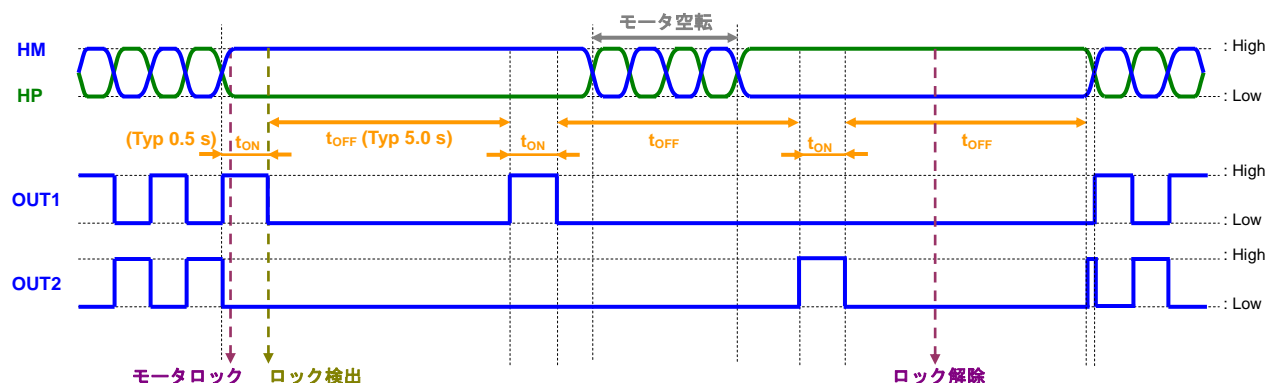 モータ空転
HM
: High
HP
: Low
(Typ 0.5 s)
tON
tOFF (Typ 5.0 s)
tON
tOFF
tON
tOFF
: High
OUT1
: Low
: High
OUT2
: Low
モータロック
ロック検出
ロック解除